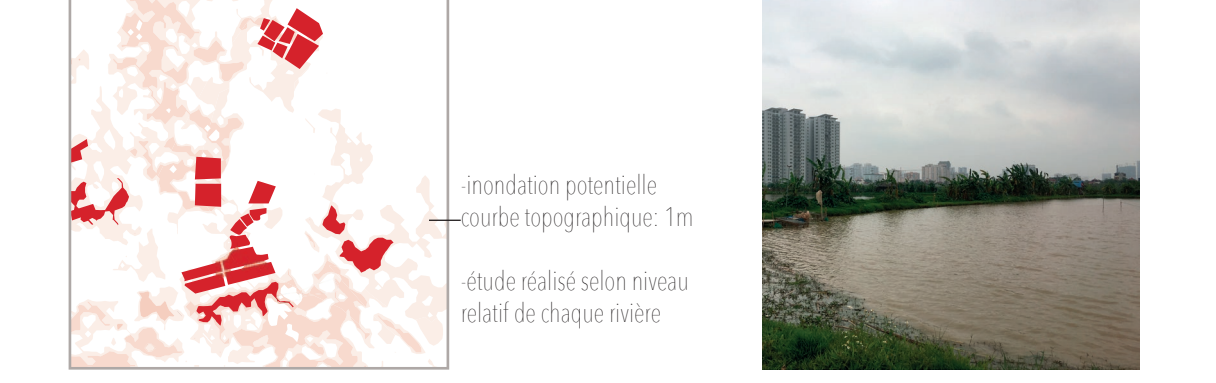 -inondation potentielle
courbe topographique: 1m
-étude réalisé selon niveau
relatif de chaque rivière